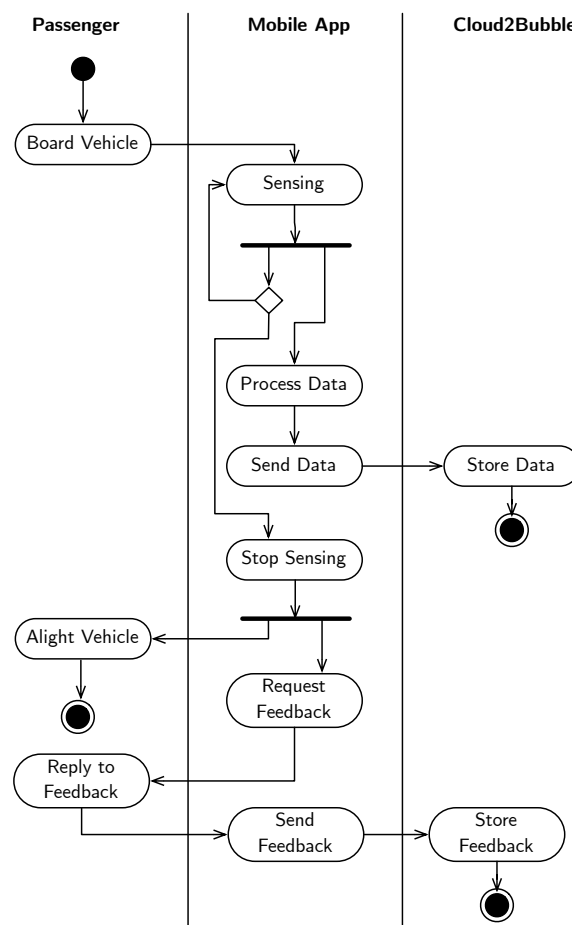 Passenger
Mobile App
Cloud2Bubble
Board Vehicle
Sensing
Process Data
Send Data
Store Data
Stop Sensing
Alight Vehicle
Request
Feedback
Reply to
Feedback
Send
Feedback
Store
Feedback